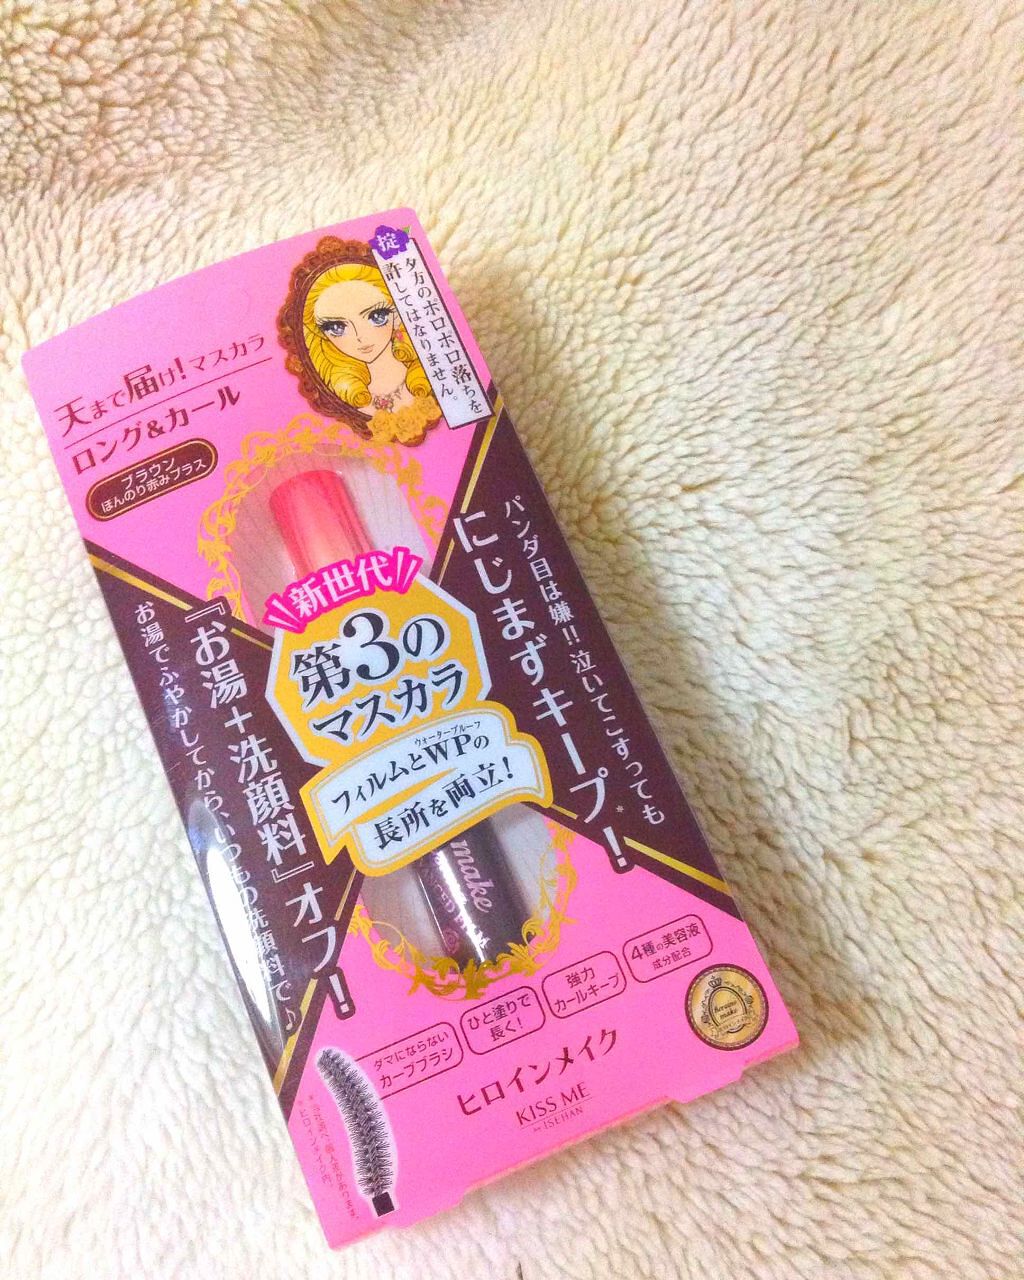 掟
夕方のポロポロ落ちを
許してはなりません。
天まで届け!マスカラ
ロング&カール
ブラウン
ほんのり赤みプラス
パンダ目は嫌!!泣いてこすっても
にじまずキープ!*
新世代
第3の
マスカラ
ウォータープルーフ
フィルムとWPの
長所を両立!
『お湯+洗顔料』オフ!
お湯でふやかしてから、いつもの洗顔料で♪
make
ダマにならない
カーブブラシ
ひと塗りで
長く!
強力
カールキープ
4種の美容液
成分配合
heroine
make
ヒロインメイク
KISS ME
by ISEHAN